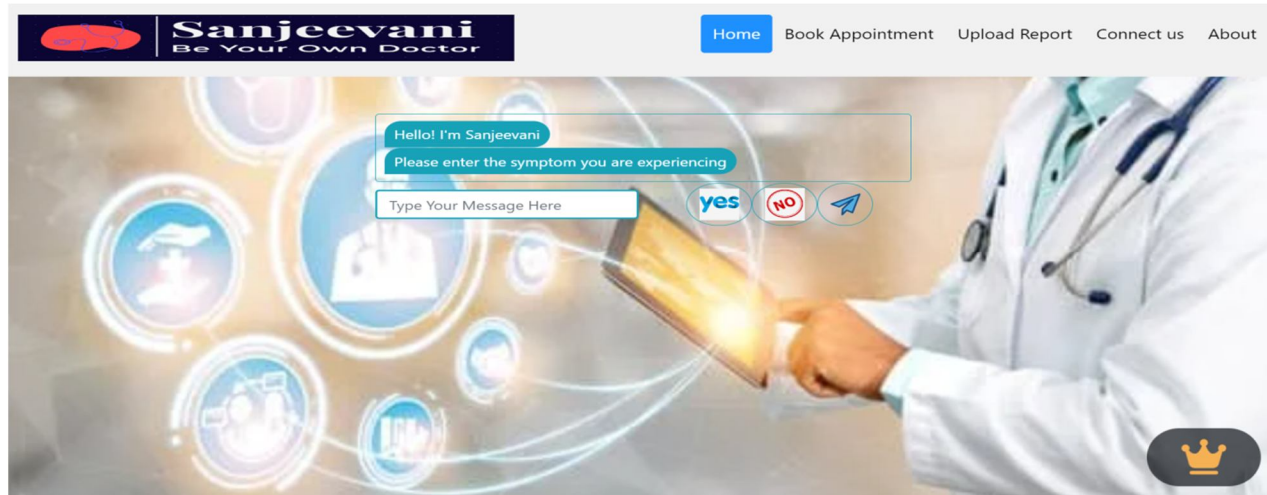 Sanjeevani
Be Your Own Doctor
Home Book Appointment Upload Report Connect us About
Hello! I'm Sanjeevani
Please enter the symptom you are experiencing
Type Your Message Here
yes NO